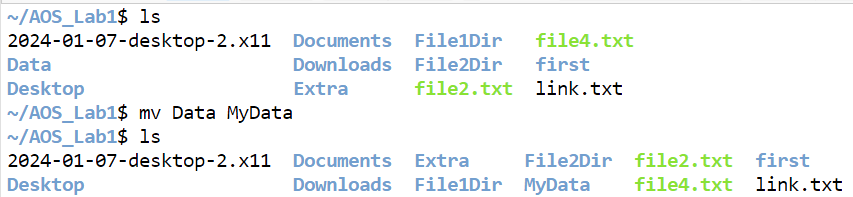 ~/AOS_Lab1$ ls
2024-01-07-desktop-2.x11  Documents  File1Dir   file4.txt
Data                      Downloads  File2Dir   first
Desktop                   Extra      file2.txt  link.txt
~/AOS_Lab1$ mv Data MyData
~/AOS_Lab1$ ls
2024-01-07-desktop-2.x11  Documents  Extra     File2Dir  file2.txt  first
Desktop                   Downloads  File1Dir  MyData    file4.txt  link.txt